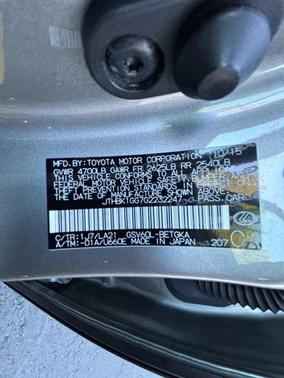 MFD.BY:TOYOTA MOTOR CORPORATION 10/15
GVWR 4700LB GAWR FR 2425LB RR 2540LB
THIS VEHICLE CONFORMS TO ALL APPLICABLE
FEDERAL MOTOR VEHICLE SAFETY, BUMPER, AND
THEFT PREVENTION STANDARDS IN EFFECT ON
THE DATE OF MANUFACTURE SHOWN ABOVE.
JTHBK1GG7G2232247 PASS.CAR
C/TR:1J7/LA21 GSV60L-BETGKA
A/TM:-01A/U660E MADE IN JAPAN 207